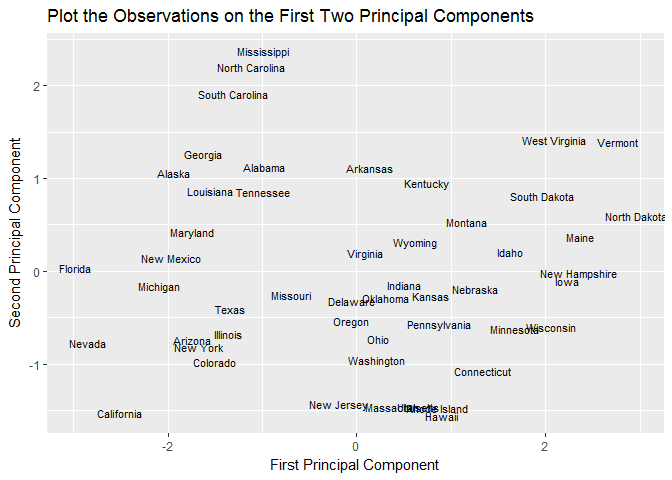 Plot the Observations on the First Two Principal Components
Mississippi
North Carolina
South Carolina
West Virginia
Vermont
Georgia
Alabama
Arkansas
Alaska
Kentucky
Louisiana
Tennessee
South Dakota
North Dakota
Montana
Maryland
Maine
Wyoming
Virginia
Idaho
New Mexico
Florida
New Hampshire
Iowa
Michigan
Indiana
Nebraska
Missouri
Delaware
Oklahoma
Kansas
Texas
Oregon
Pennsylvania
Minnesota
Wisconsin
Illinois
Arizona
Ohio
Nevada
New York
Colorado
Washington
Connecticut
New Jersey
Massachusetts
Rhode Island
California
Hawaii
2
1
0
-1
Second Principal Component
-2
0
2
First Principal Component